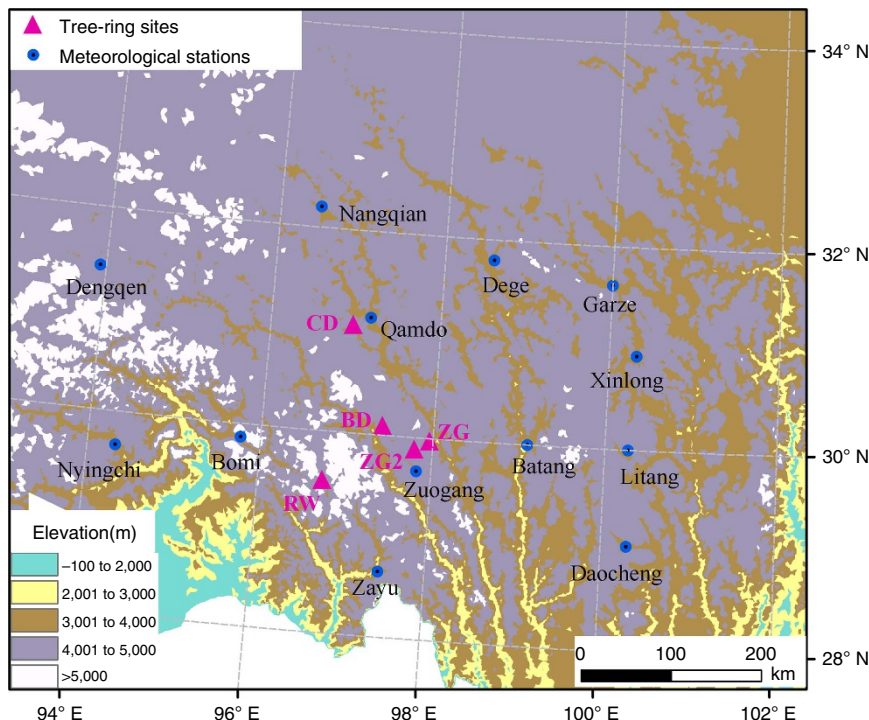 Tree-ring sites
Meteorological stations
34° N
Nangqian
32° N
Dengqen
Dege
Garze
CD
Qamdo
Xinlong
BD
ZG
ZG2
Nyingchi
Bomi
Batang
Litang
30° N
RW
Zuogang
Elevation(m)
–100 to 2,000
2,001 to 3,000
3,001 to 4,000
4,001 to 5,000
>5,000
Zayu
Daocheng
0 100 200
km
28° N
94° E 96° E 98° E 100° E 102° E